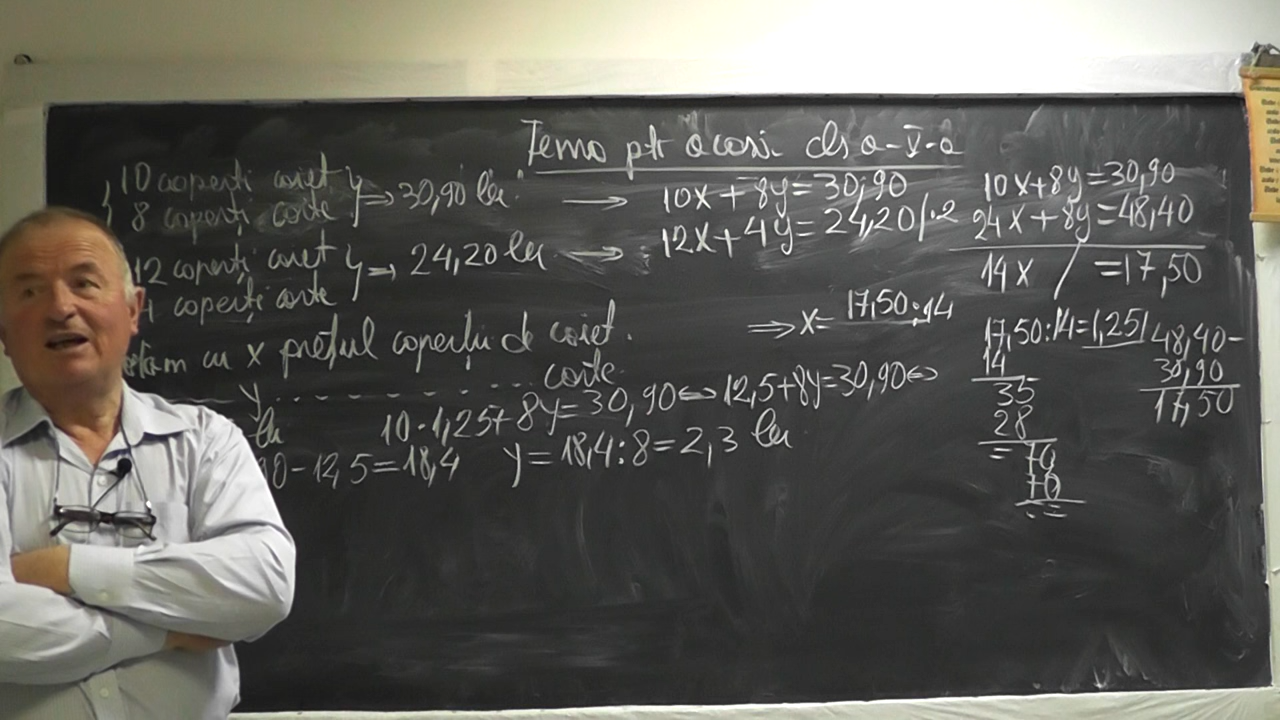 Tema ptr acasă cls a-V-a
10 coperți caiet
8 coperți carte => 30,90 lei
12 coperți caiet
4 coperți carte => 24,20 lei
10x + 8y = 30,90
12x + 4y = 24,20 / .2
10x+8y=30,90
24x + 8y=48,40
14x / =17,50
x prețul coperții de caiet.
y - - - - - - - carte
=> x = 17,50:14
lei 10·1,25+8y=30,90 <=> 12,5+8y=30,90 <=>
90-12,5=18,4 y = 18,4:8 = 2,3 lei
17,50:14=1,25
14
35
28
= 70
70
= =
48,40-
30,90
17,50